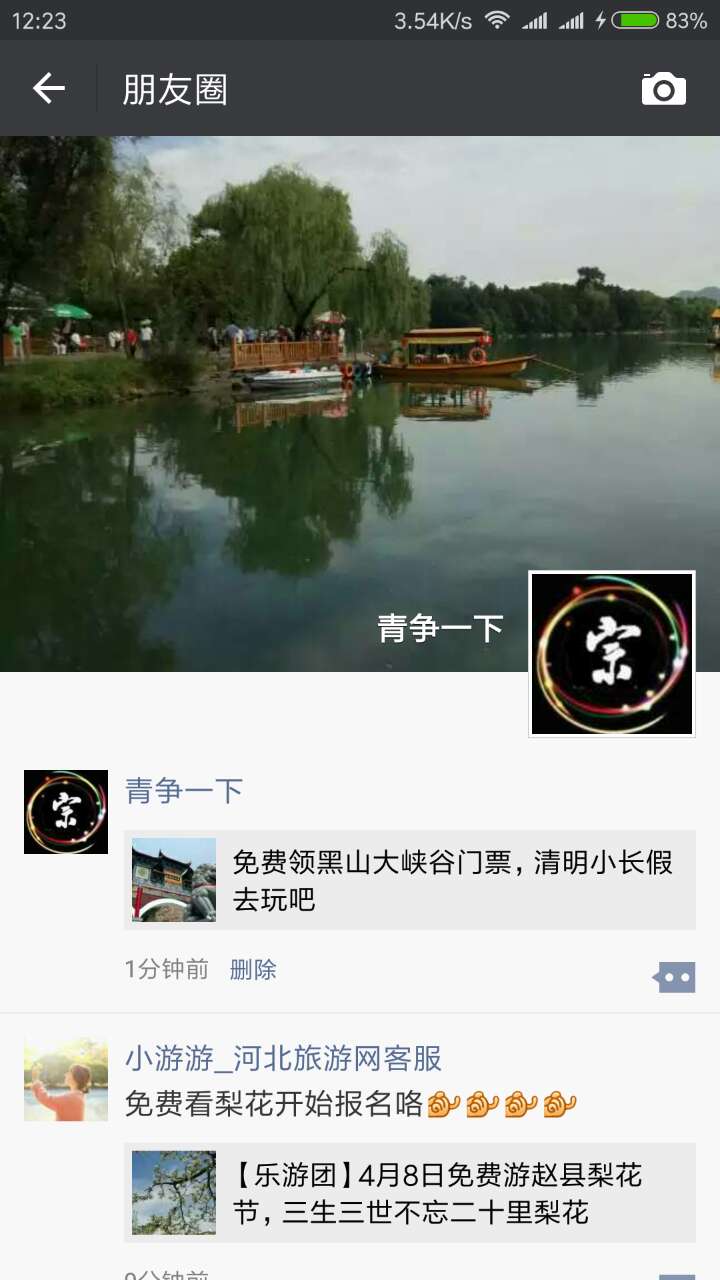 12:23
3.54K/s
83%
朋友圈
青争一下
宗
宗
青争一下
免费领黑山大峡谷门票，清明小长假
去玩吧
1分钟前 删除
小游游_河北旅游网客服
免费看梨花开始报名咯
【乐游团】4月8日免费游赵县梨花
节，三生三世不忘二十里梨花